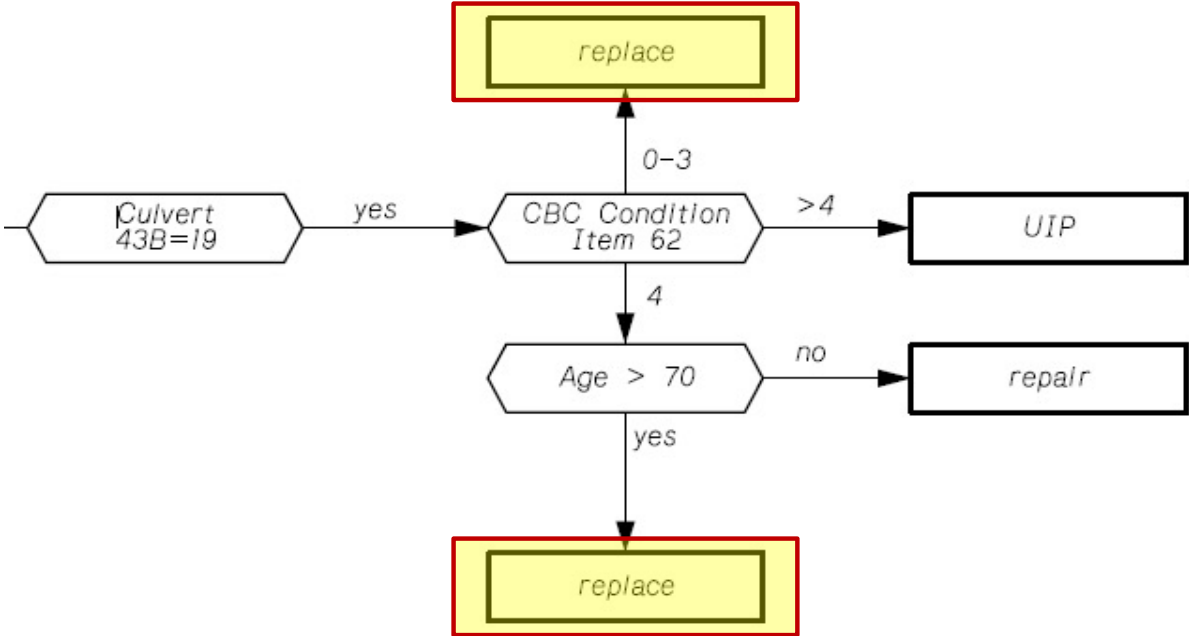 replace
0-3
Culvert
43B=19
yes
CBC Condition
Item 62
>4
UIP
4
Age > 70
no
repair
yes
replace